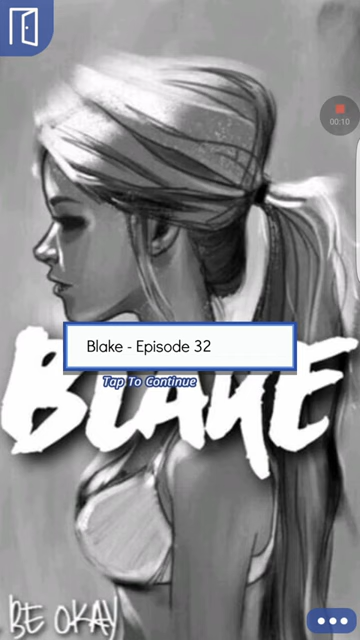 00:10
Blake - Episode 32
Tap To Continue
BLAKE
BE OKAY